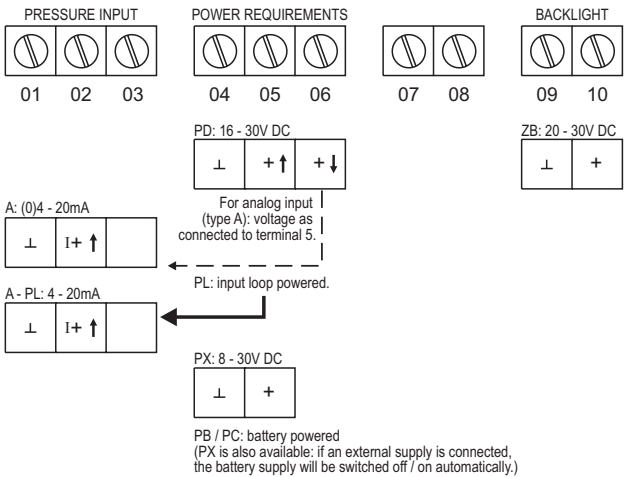 PRESSURE INPUT
POWER REQUIREMENTS
BACKLIGHT
01 02 03
04 05 06
07 08
09 10
PD: 16 - 30V DC
ZB: 20 - 30V DC
⊥ +↑ +↓
⊥ +
For analog input
(type A): voltage as
connected to terminal 5.
A: (0)4 - 20mA
⊥ I+ ↑
PL: input loop powered.
A - PL: 4 - 20mA
⊥ I+ ↑
PX: 8 - 30V DC
⊥ +
PB / PC: battery powered
(PX is also available: if an external supply is connected,
the battery supply will be switched off / on automatically.)